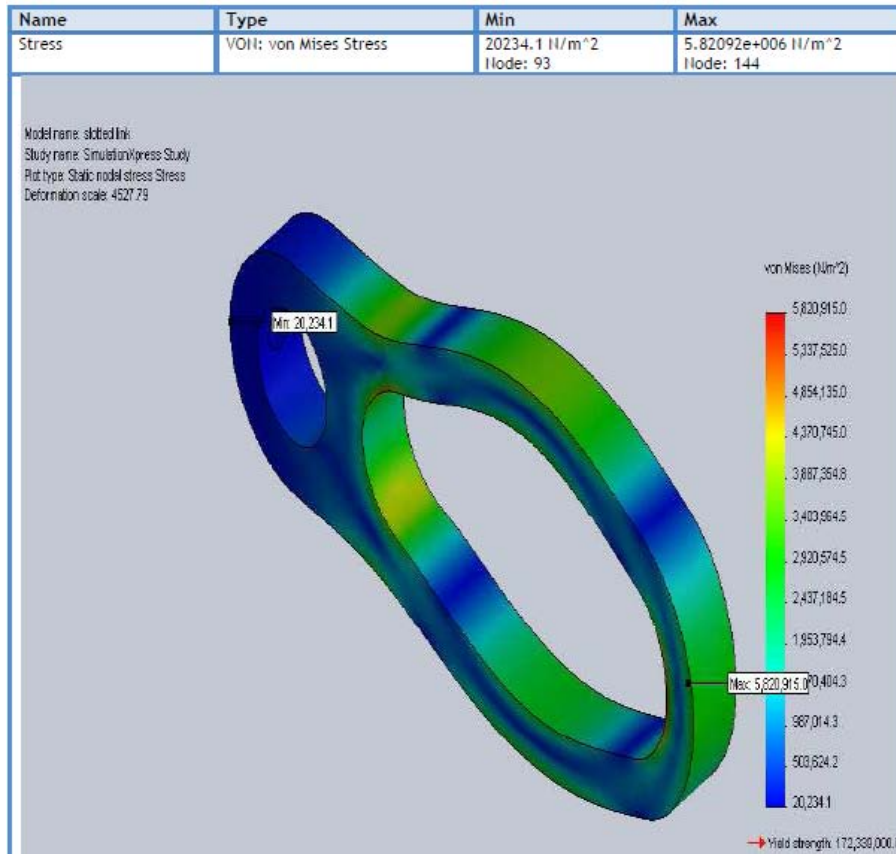 Name Type Min Max
Stress VON: von Mises Stress 20234.1 N/m^2 5.82092e+006 N/m^2
Node: 93 Node: 144
Model name: slotted link
Study name: SimulationXpress Study
Plot type: Static nodal stress Stress
Deformation scale: 4527.79
von Mises (N/m^2)
5,820,915.0
Min: 20,234.1
5,337,525.0
4,854,135.0
4,370,745.0
3,887,354.8
3,403,964.5
2,920,574.5
2,437,184.5
1,953,794.4
Max: 5,820,915.0
70,404.3
987,014.3
503,624.2
20,234.1
Yield strength: